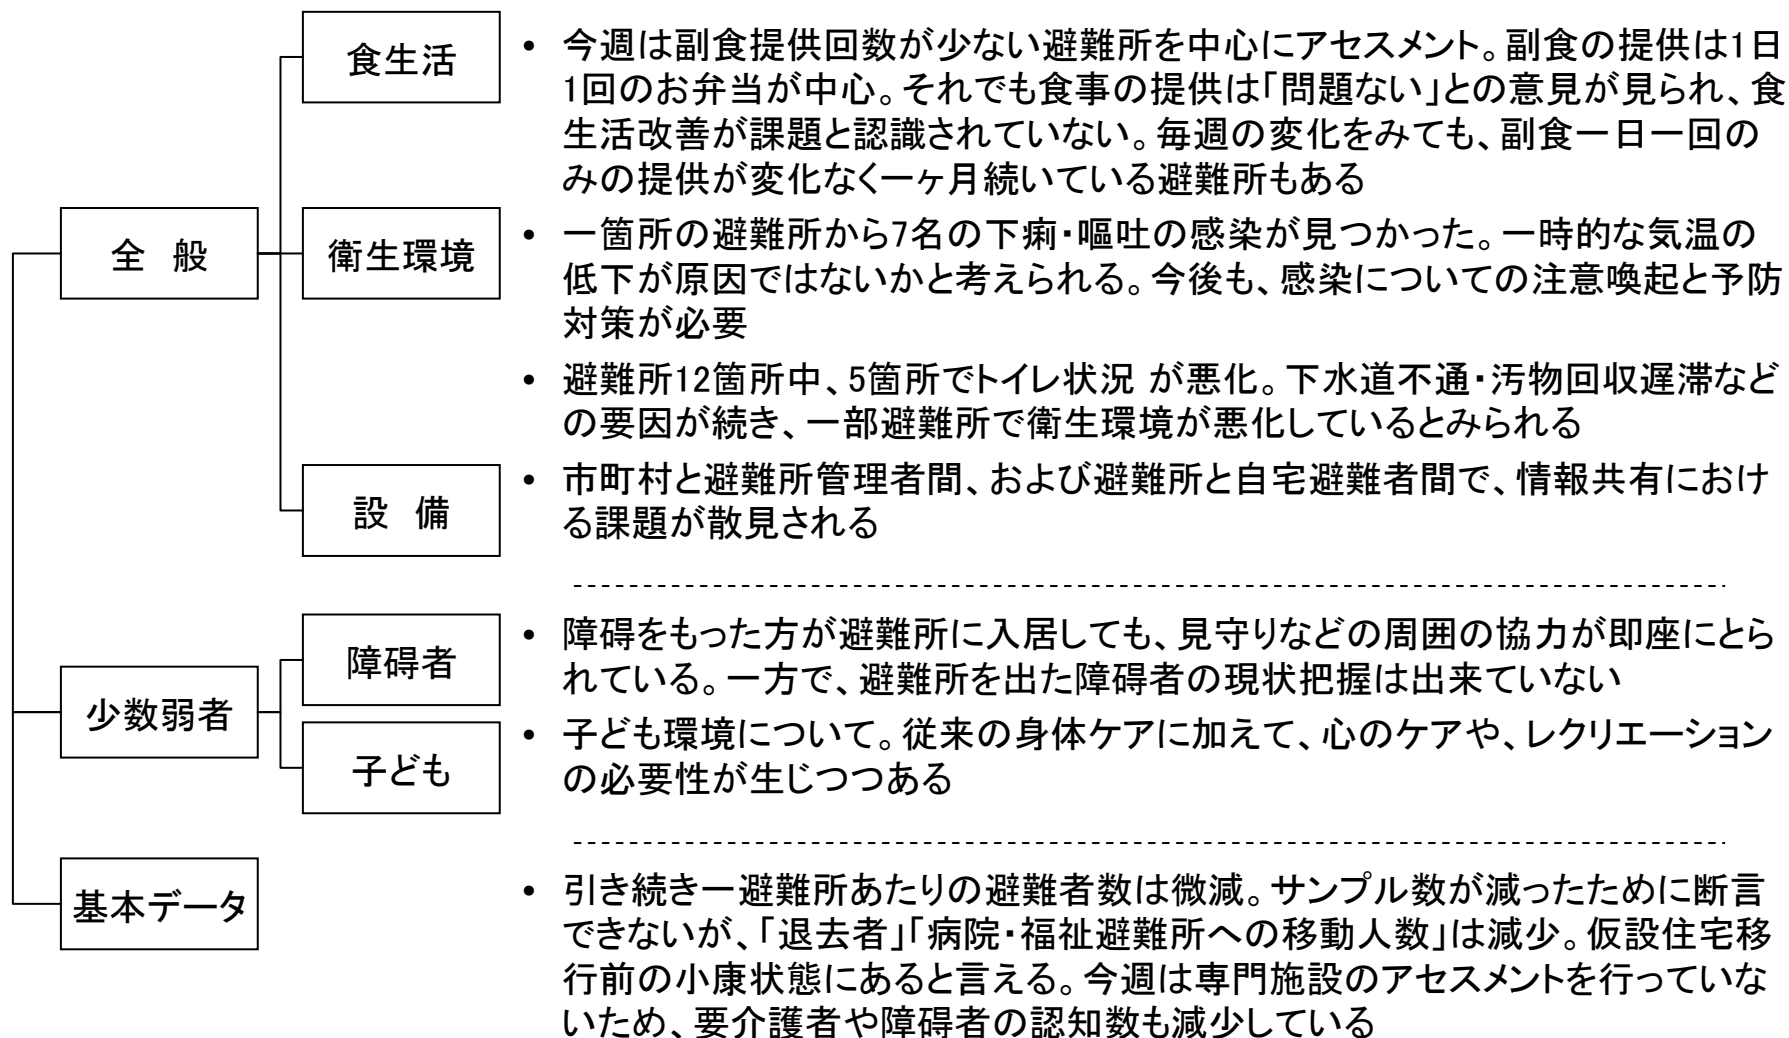 食生活
• 今週は副食提供回数が少ない避難所を中心にアセスメント。副食の提供は1日
1回のお弁当が中心。それでも食事の提供は「問題ない」との意見が見られ、食
生活改善が課題と認識されていない。毎週の変化をみても、副食一日一回の
みの提供が変化なく一ヶ月続いている避難所もある
全 般
衛生環境
• 一箇所の避難所から7名の下痢・嘔吐の感染が見つかった。一時的な気温の
低下が原因ではないかと考えられる。今後も、感染についての注意喚起と予防
対策が必要
• 避難所12箇所中、5箇所でトイレ状況 が悪化。下水道不通・汚物回収遅滞など
の要因が続き、一部避難所で衛生環境が悪化しているとみられる
設 備
• 市町村と避難所管理者間、および避難所と自宅避難者間で、情報共有におけ
る課題が散見される
少数弱者
障碍者
• 障碍をもった方が避難所に入居しても、見守りなどの周囲の協力が即座にとら
れている。一方で、避難所を出た障碍者の現状把握は出来ていない
子ども
• 子ども環境について。従来の身体ケアに加えて、心のケアや、レクリエーション
の必要性が生じつつある
基本データ
• 引き続き一避難所あたりの避難者数は微減。サンプル数が減ったために断言
できないが、「退去者」「病院・福祉避難所への移動人数」は減少。仮設住宅移
行前の小康状態にあると言える。今週は専門施設のアセスメントを行っていな
いため、要介護者や障碍者の認知数も減少している